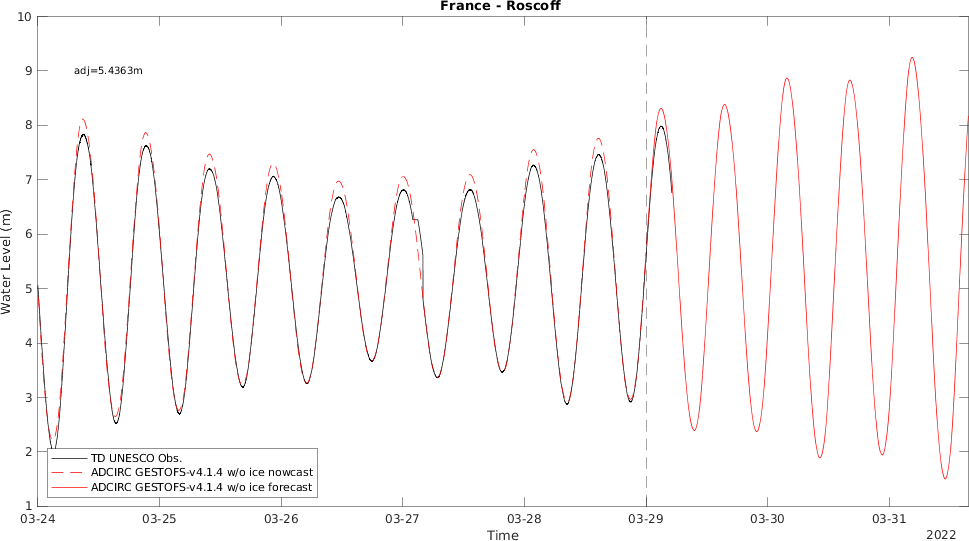 France - Roscoff
10
9
8
7
6
5
4
3
2
1
Water Level (m)
adj=5.4363m
TD UNESCO Obs.
ADCIRC GESTOFS-v4.1.4 w/o ice nowcast
ADCIRC GESTOFS-v4.1.4 w/o ice forecast
03-24 03-25 03-26 03-27 03-28 03-29 03-30 03-31
Time
2022